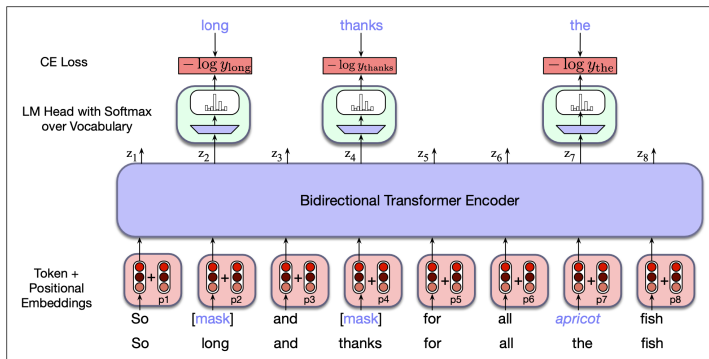 long thanks the
CE Loss − log y_long − log y_thanks − log y_the
LM Head with Softmax
over Vocabulary
z₁ z₂ z₃ z₄ z₅ z₆ z₇ z₈
Bidirectional Transformer Encoder
Token +
Positional
Embeddings
+ + + + + + + +
p1 p2 p3 p4 p5 p6 p7 p8
So [mask] and [mask] for all apricot fish
So long and thanks for all the fish